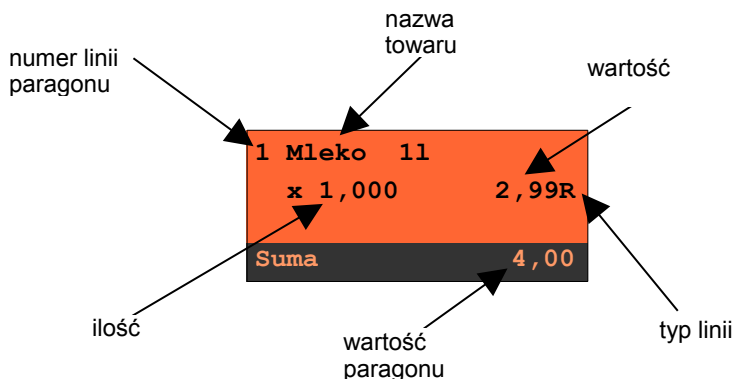 nazwa
towaru
numer linii
paragonu
wartość
1 Mleko 1l
x 1,000 2,99R
Suma 4,00
ilość
wartość
paragonu
typ linii